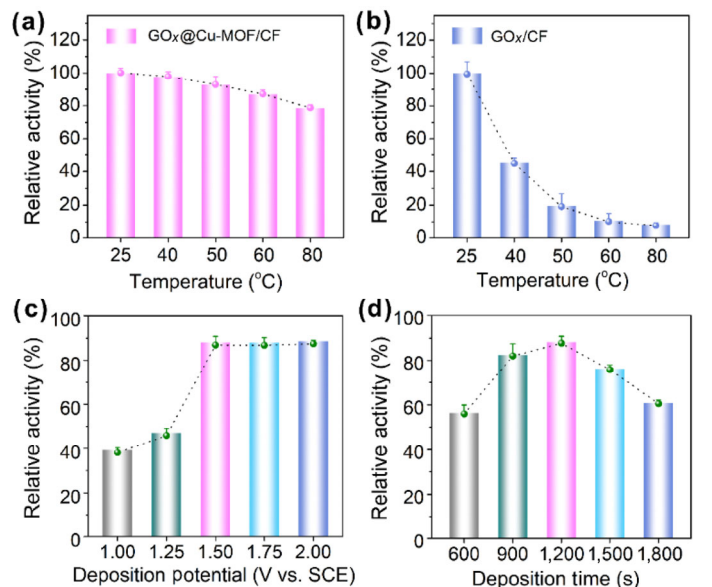 (a)
GOx@Cu-MOF/CF
Relative activity (%)
120
100
80
60
40
20
0
25 40 50 60 80
Temperature (°C)
(b)
GOx/CF
Relative activity (%)
120
100
80
60
40
20
0
25 40 50 60 80
Temperature (°C)
(c)
Relative activity (%)
100
80
60
40
20
0
1.00 1.25 1.50 1.75 2.00
Deposition potential (V vs. SCE)
(d)
Relative activity (%)
100
80
60
40
20
0
600 900 1,200 1,500 1,800
Deposition time (s)